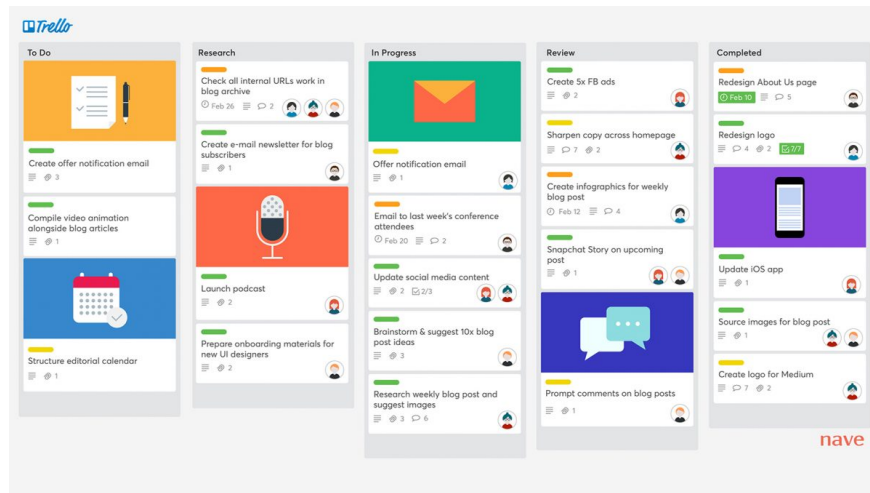 Trello
To Do
Create offer notification email
3
Compile video animation
alongside blog articles
1
Structure editorial calendar
1
Research
Check all internal URLs work in
blog archive
Feb 26 2
Create e-mail newsletter for blog
subscribers
1
Launch podcast
2
Prepare onboarding materials for
new UI designers
2
In Progress
Offer notification email
1
Email to last week's conference
attendees
Feb 20 2
Update social media content
2 2/3
Brainstorm & suggest 10x blog
post ideas
3
Research weekly blog post and
suggest images
3 6
Review
Create 5x FB ads
2
Sharpen copy across homepage
7 2
Create infographics for weekly
blog post
Feb 12 4
Snapchat Story on upcoming
post
1
Prompt comments on blog posts
1
Completed
Redesign About Us page
Feb 10 5
Redesign logo
4 2 7/7
Update iOS app
1
Source images for blog post
1
Create logo for Medium
7 2
nave